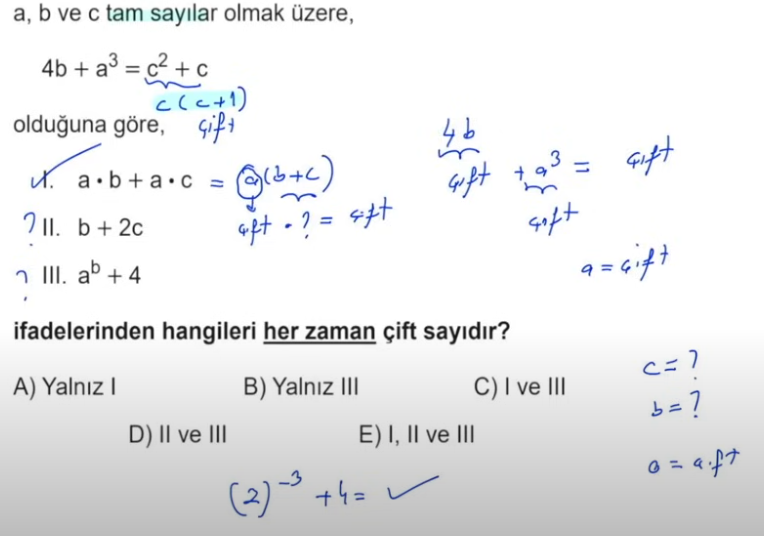 a, b ve c tam sayılar olmak üzere,
4b + a³ = c² + c
c(c+1)
olduğuna göre, çift
4b
çift + a³ = çift
çift
a = çift
I. a • b + a • c = a(b+c)
çift • ? = çift
? II. b + 2c
? III. aᵇ + 4
ifadelerinden hangileri her zaman çift sayıdır?
A) Yalnız I B) Yalnız III C) I ve III
D) II ve III E) I, II ve III
c = ?
b = ?
a = çift
(2)⁻³ + 4 = ✓